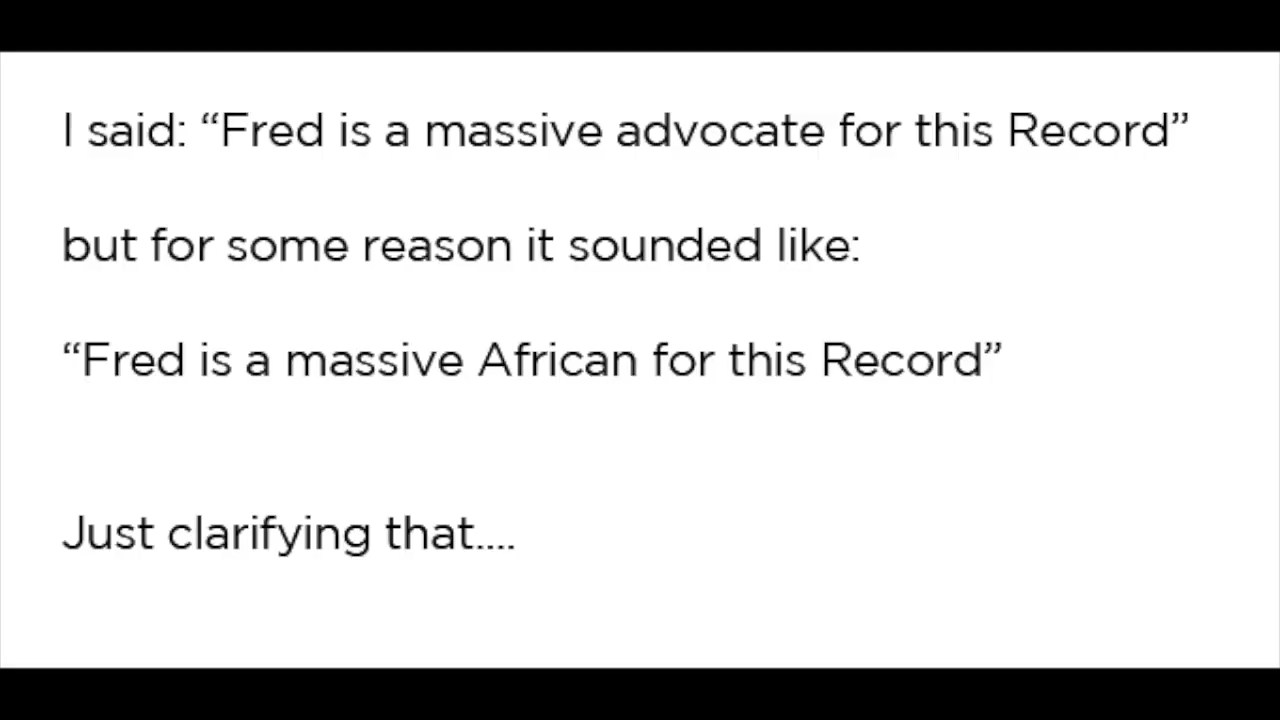 I said: “Fred is a massive advocate for this Record”
but for some reason it sounded like:
“Fred is a massive African for this Record”
Just clarifying that....